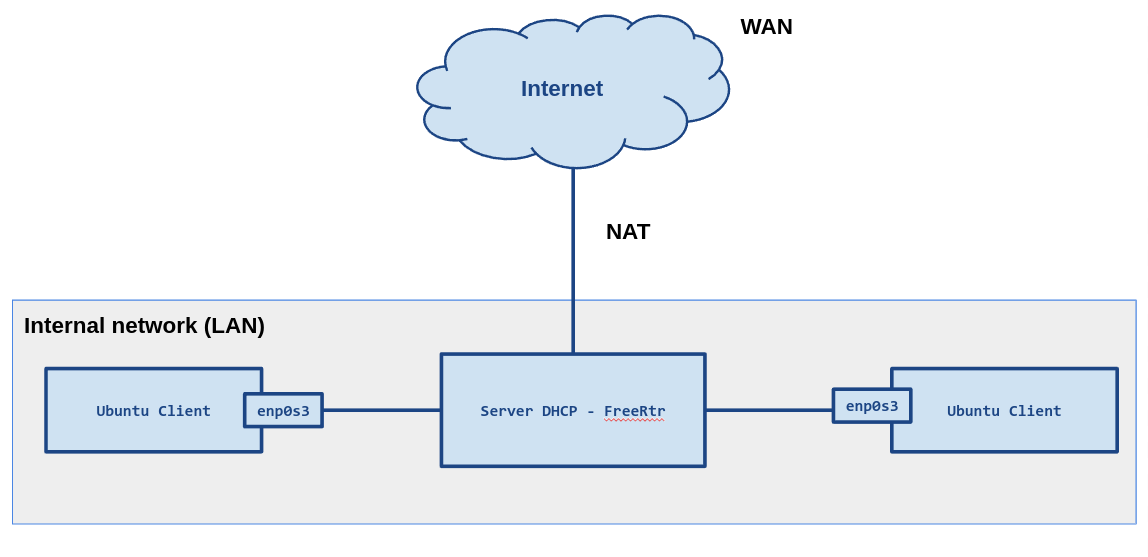 WAN
Internet
NAT
Internal network (LAN)
Ubuntu Client
enp0s3
Server DHCP - FreeRtr
enp0s3
Ubuntu Client